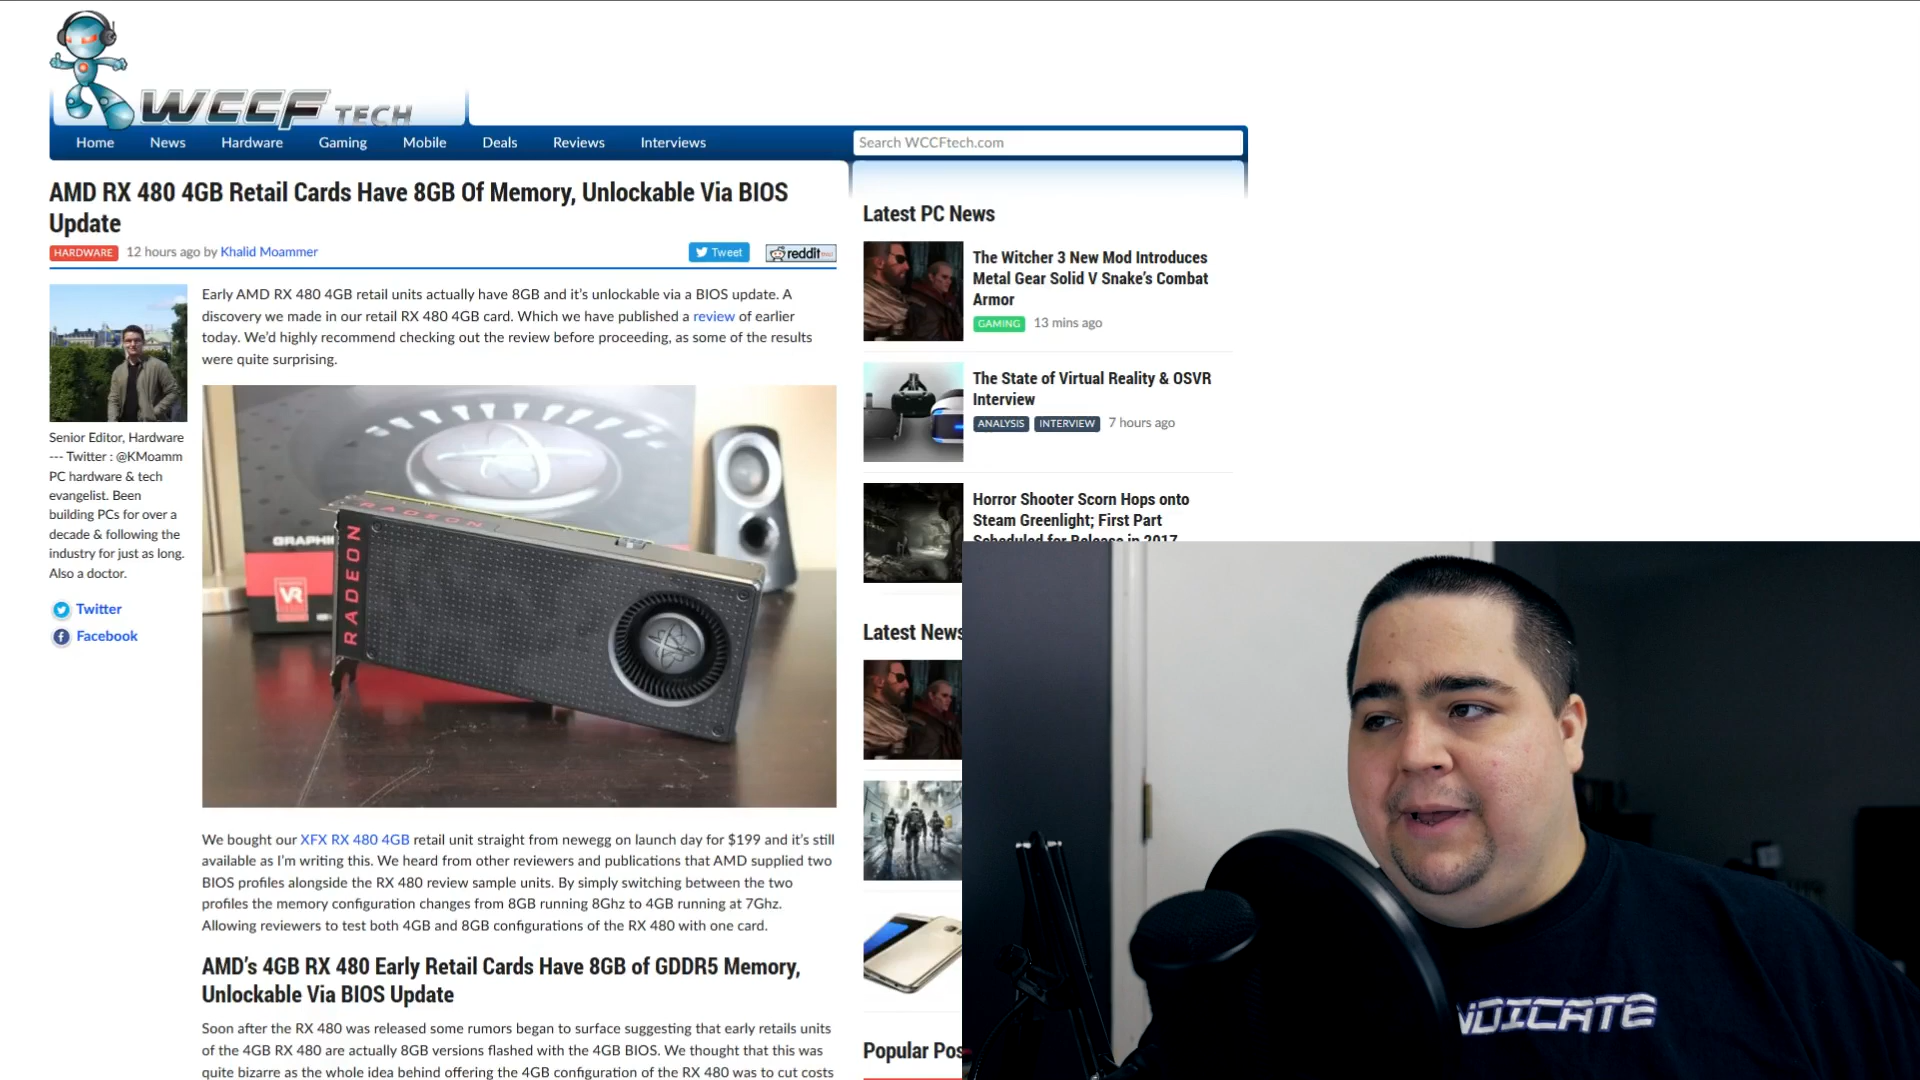 WCCF TECH
Home News Hardware Gaming Mobile Deals Reviews Interviews
Search WCCFtech.com
AMD RX 480 4GB Retail Cards Have 8GB Of Memory, Unlockable Via BIOS
Update
HARDWARE 12 hours ago by Khalid Moammer
Tweet
reddit
Senior Editor, Hardware
--- Twitter : @KMoamm
PC hardware & tech
evangelist. Been
building PCs for over a
decade & following the
industry for just as long.
Also a doctor.
Twitter
Facebook
Early AMD RX 480 4GB retail units actually have 8GB and it's unlockable via a BIOS update. A
discovery we made in our retail RX 480 4GB card. Which we have published a review of earlier
today. We'd highly recommend checking out the review before proceeding, as some of the results
were quite surprising.
RADEON
RADEON
VR
We bought our XFX RX 480 4GB retail unit straight from newegg on launch day for $199 and it's still
available as I'm writing this. We heard from other reviewers and publications that AMD supplied two
BIOS profiles alongside the RX 480 review sample units. By simply switching between the two
profiles the memory configuration changes from 8GB running 8Ghz to 4GB running at 7Ghz.
Allowing reviewers to test both 4GB and 8GB configurations of the RX 480 with one card.
AMD's 4GB RX 480 Early Retail Cards Have 8GB of GDDR5 Memory,
Unlockable Via BIOS Update
Soon after the RX 480 was released some rumors began to surface suggesting that early retails units
of the 4GB RX 480 are actually 8GB versions flashed with the 4GB BIOS. We thought that this was
quite bizarre as the whole idea behind offering the 4GB configuration of the RX 480 was to cut costs
Latest PC News
The Witcher 3 New Mod Introduces
Metal Gear Solid V Snake's Combat
Armor
GAMING 13 mins ago
The State of Virtual Reality & OSVR
Interview
ANALYSIS INTERVIEW 7 hours ago
Horror Shooter Scorn Hops onto
Steam Greenlight; First Part
Scheduled for Release in 2017
Latest News
Popular Pos
NDICATE